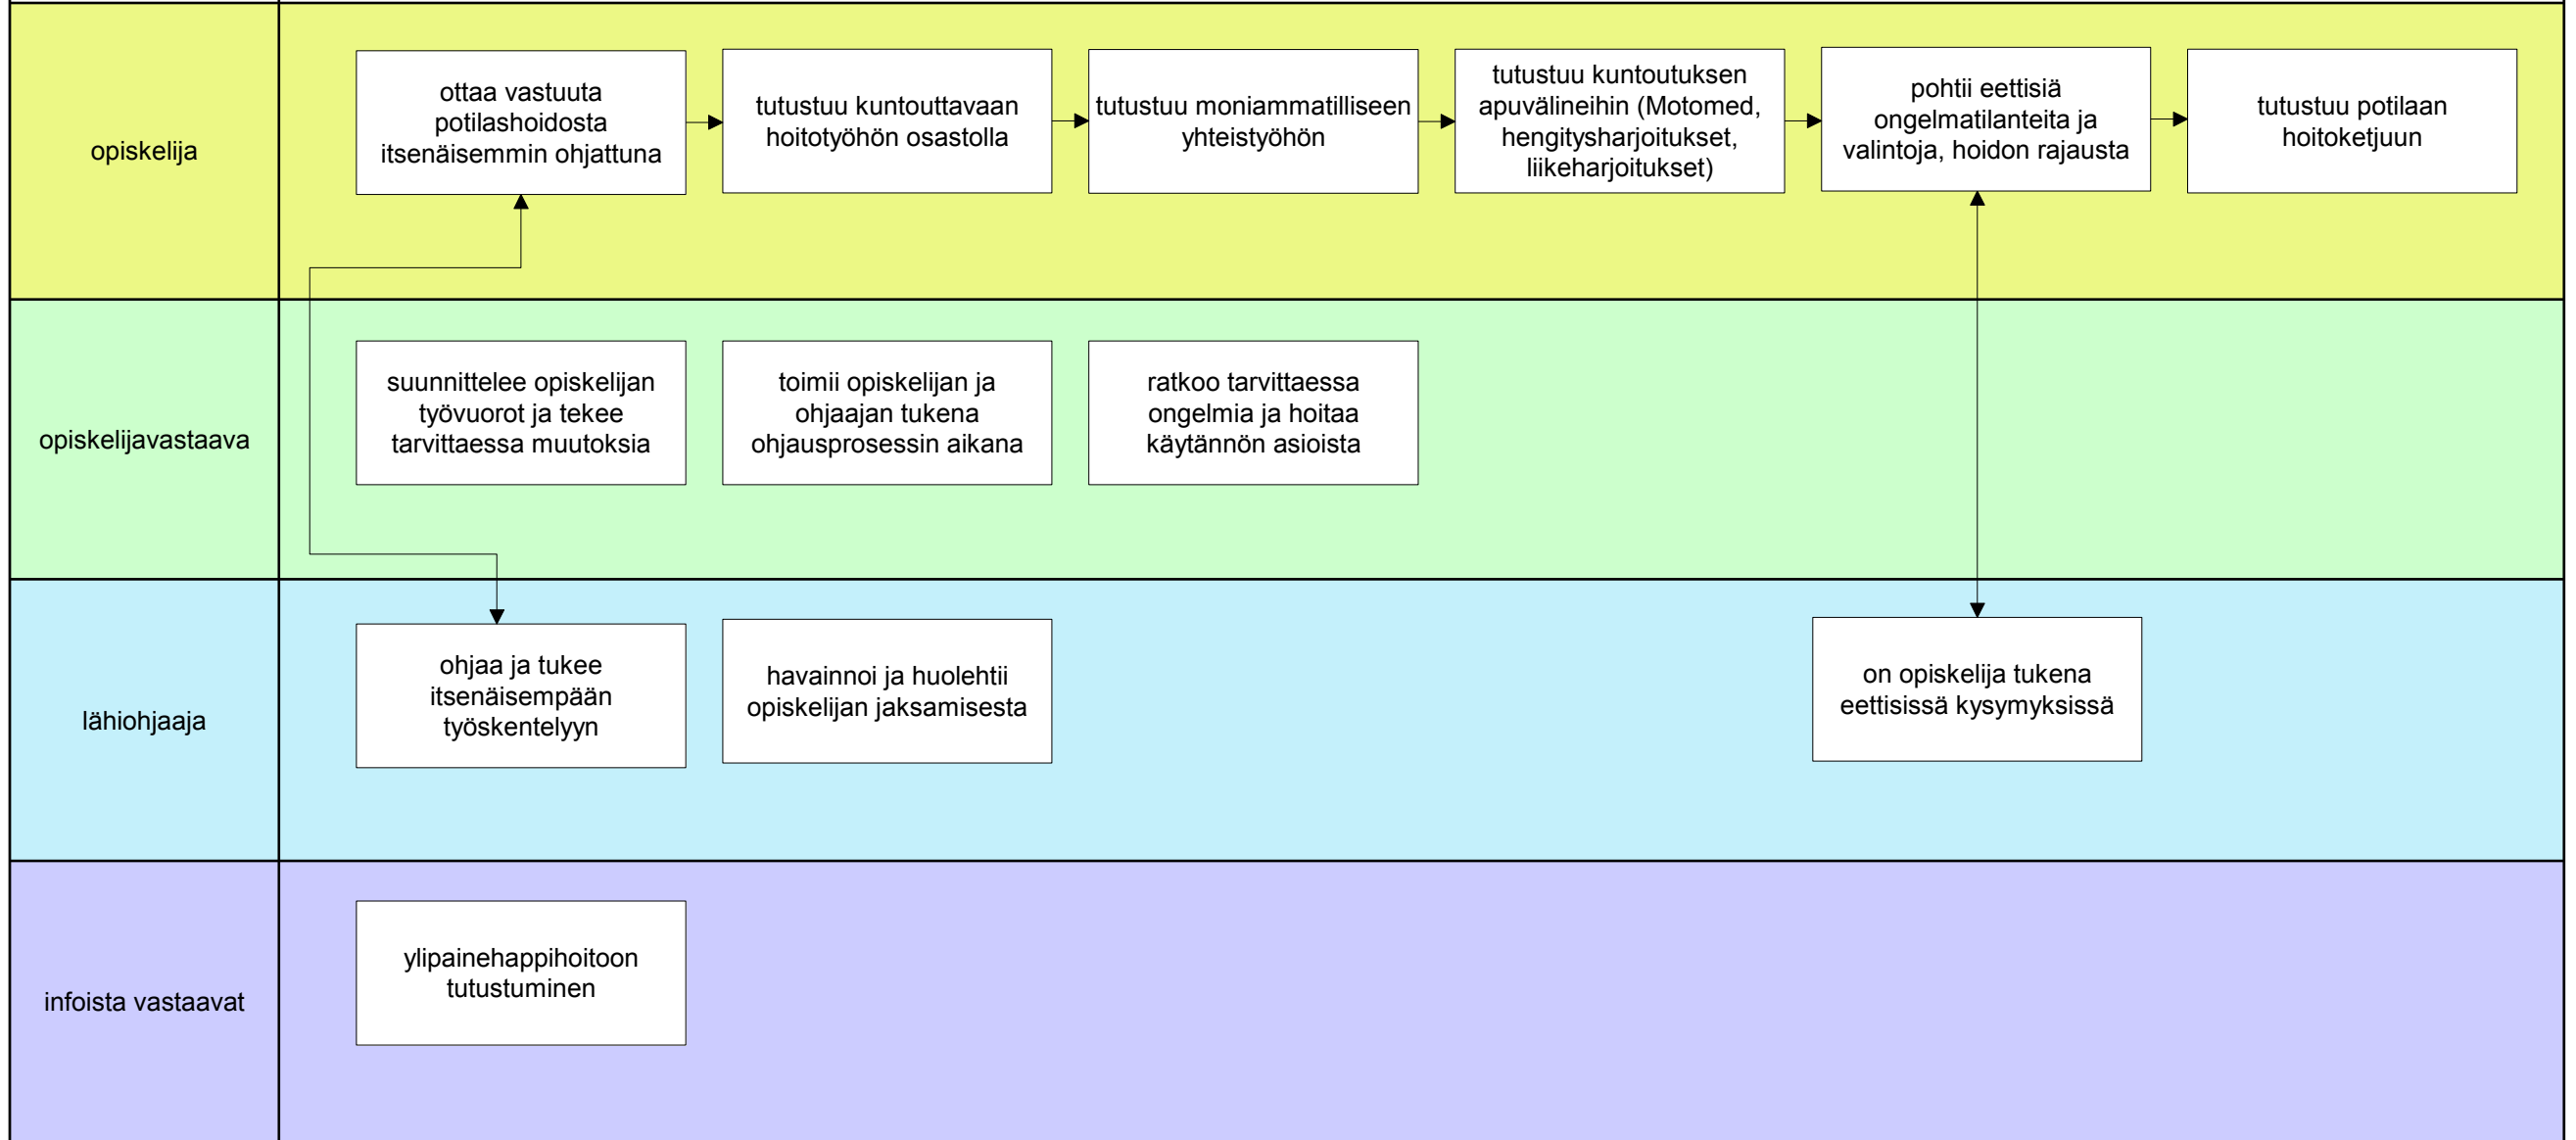 opiskelija
ottaa vastuuta
potilashoidosta
itsenäisemmin ohjattuna
tutustuu kuntouttavaan
hoitotyöhön osastolla
tutustuu moniammatilliseen
yhteistyöhön
tutustuu kuntoutuksen
apuvälineihin (Motomed,
hengitysharjoitukset,
liikeharjoitukset)
pohtii eettisiä
ongelmatilanteita ja
valintoja, hoidon rajausta
tutustuu potilaan
hoitoketjuun
opiskelijavastaava
suunnittelee opiskelijan
työvuorot ja tekee
tarvittaessa muutoksia
toimii opiskelijan ja
ohjaajan tukena
ohjausprosessin aikana
ratkoo tarvittaessa
ongelmia ja hoitaa
käytännön asioista
lähiohjaaja
ohjaa ja tukee
itsenäisempään
työskentelyyn
havainnoi ja huolehtii
opiskelijan jaksamisesta
on opiskelija tukena
eettisissä kysymyksissä
infoista vastaavat
ylipainehappihoitoon
tutustuminen